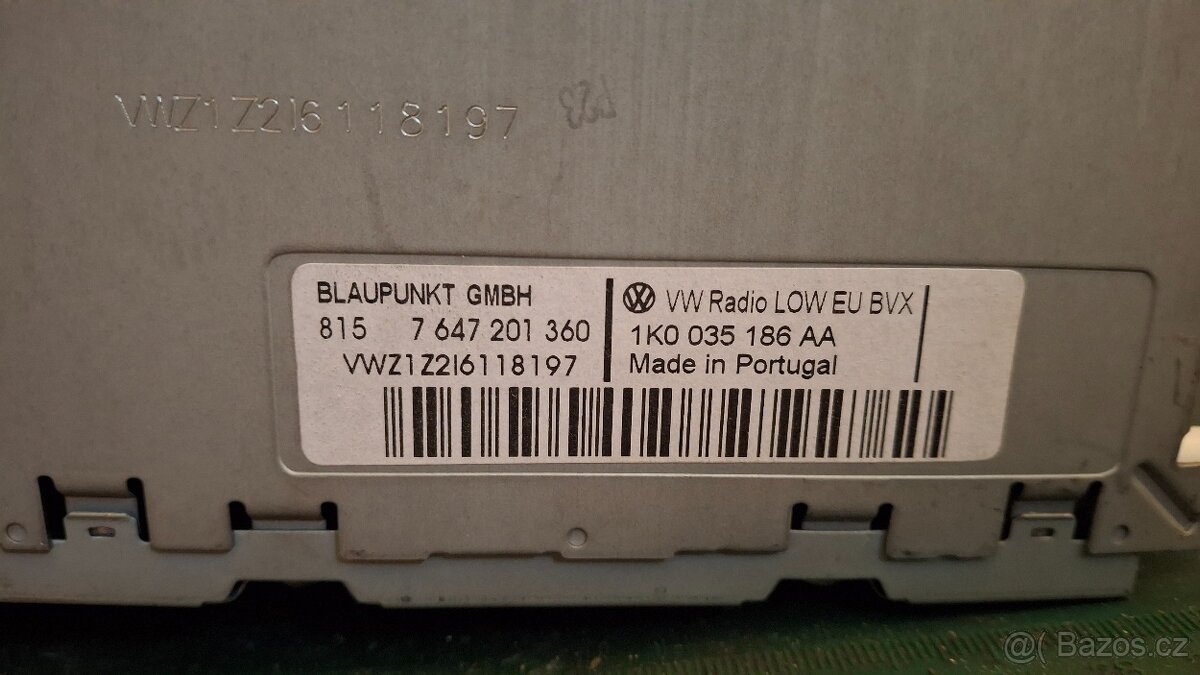 VWZ1Z2I6118197
BLAUPUNKT GMBH
815 7 647 201 360
VWZ1Z2I6118197
VW Radio LOW EU BVX
1K0 035 186 AA
Made in Portugal
@( Bazos.cz